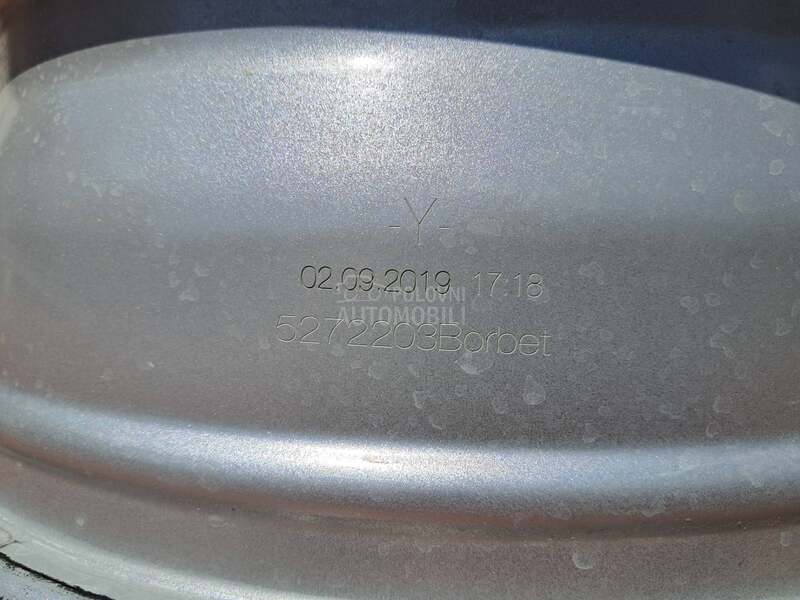 -Y-
02.09.2019 17:18
POLOVNI
AUTOMOBILI
5272203Borbet